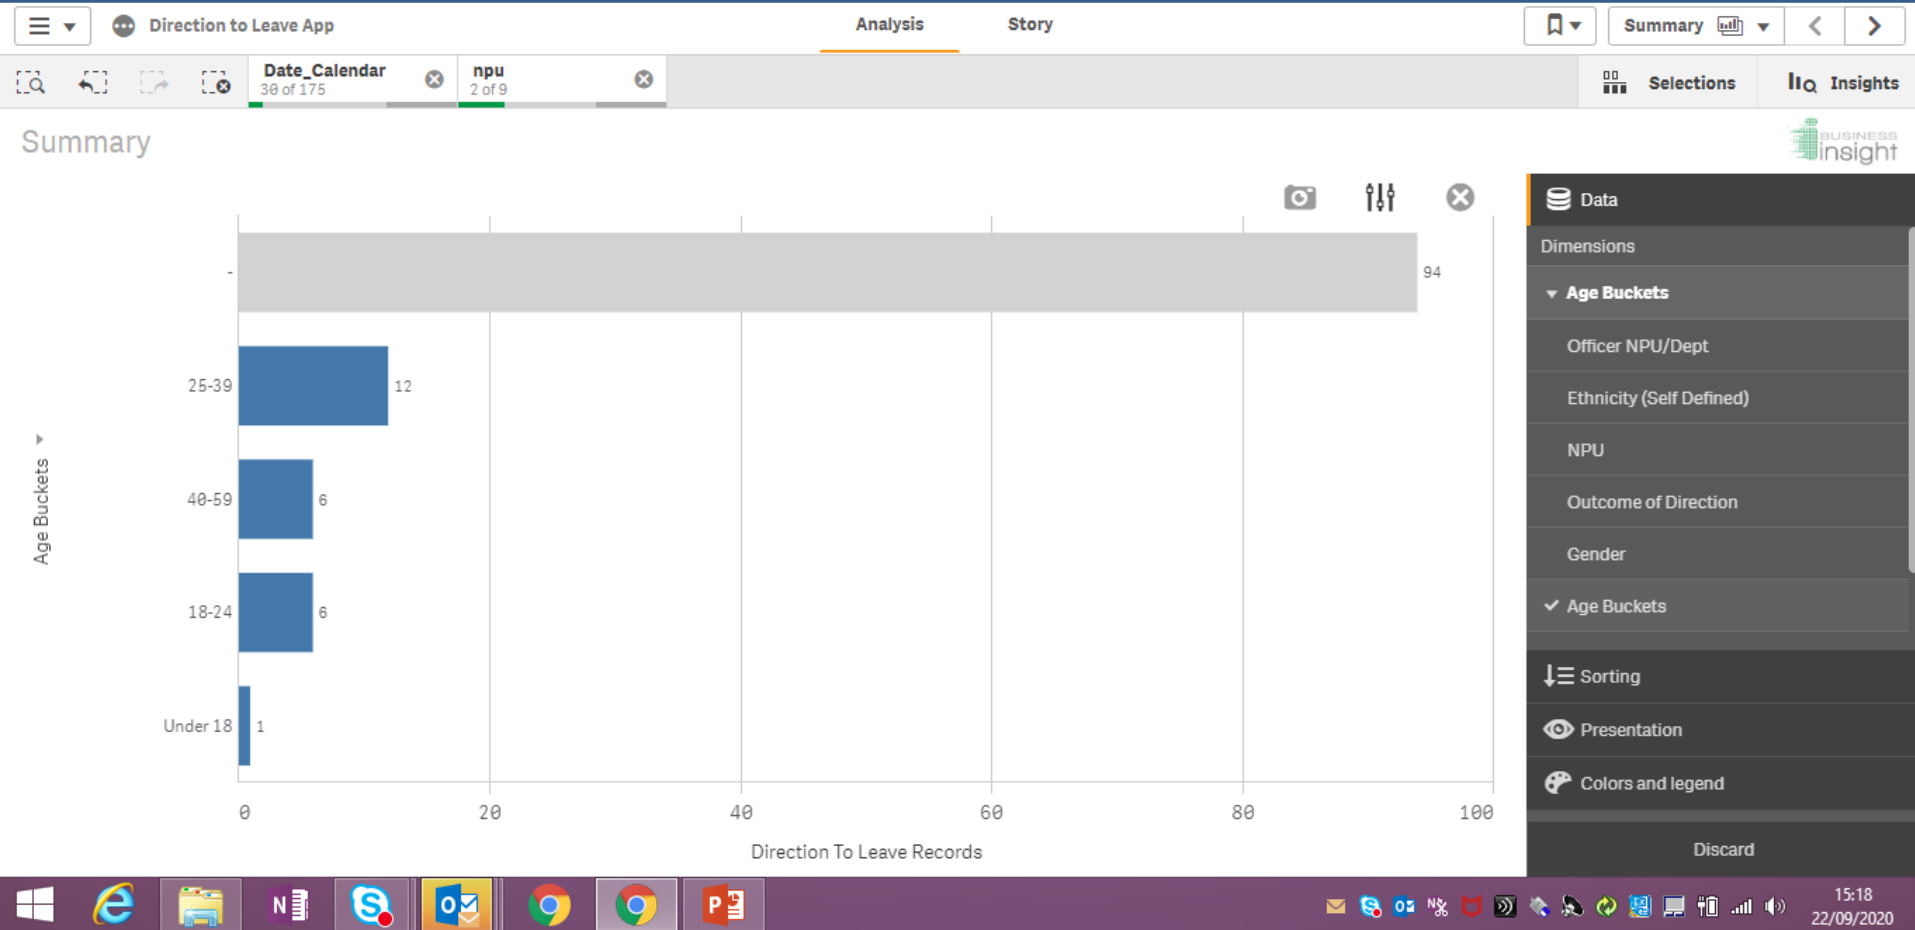 Direction to Leave App
Analysis
Story
Summary
Date_Calendar
30 of 175
npu
2 of 9
Selections
Insights
Summary
BUSINESS
insight
Data
Dimensions
Age Buckets
Officer NPU/Dept
Ethnicity (Self Defined)
NPU
Outcome of Direction
Gender
Age Buckets
Sorting
Presentation
Colors and legend
Discard
Age Buckets
-
94
25-39
12
40-59
6
18-24
6
Under 18
1
0 20 40 60 80 100
Direction To Leave Records
15:18
22/09/2020